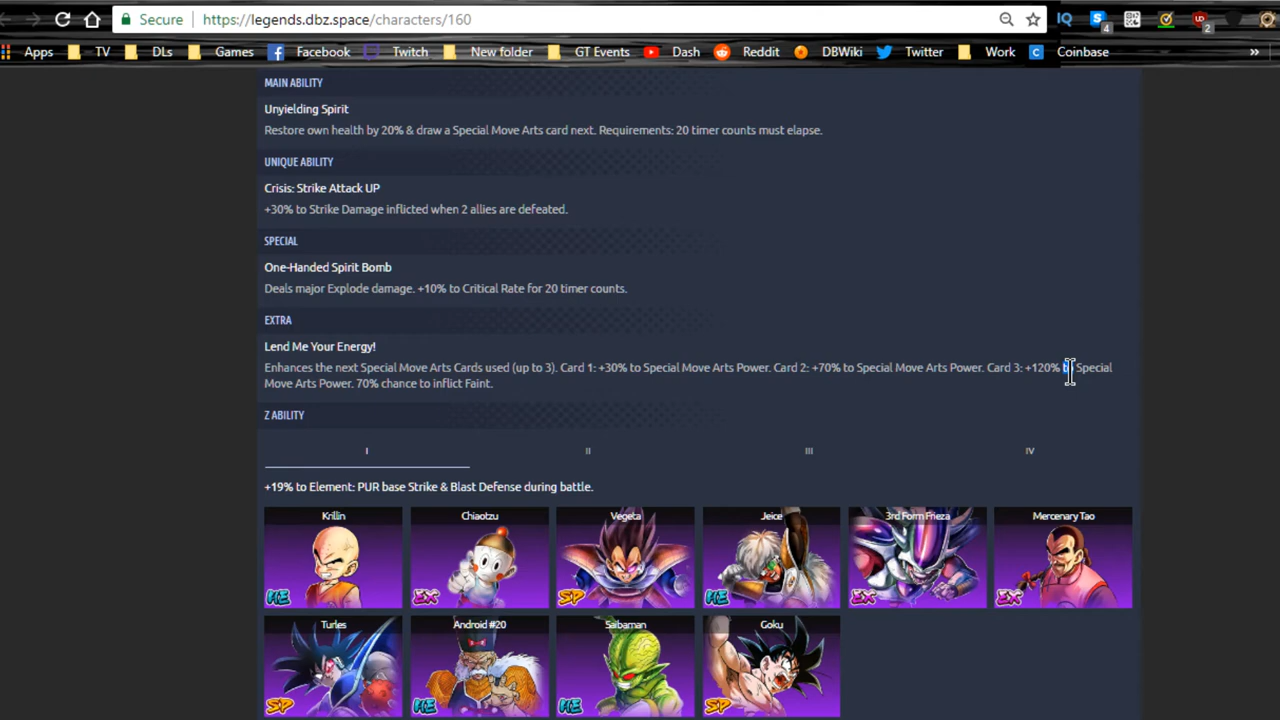 Secure https://legends.dbz.space/characters/160 IQ S 4 UD 2
Apps TV DLs Games Facebook Twitch New folder GT Events Dash Reddit DBWiki Twitter Work C Coinbase »
MAIN ABILITY
Unyielding Spirit
Restore own health by 20% & draw a Special Move Arts card next. Requirements: 20 timer counts must elapse.
UNIQUE ABILITY
Crisis: Strike Attack UP
+30% to Strike Damage inflicted when 2 allies are defeated.
SPECIAL
One-Handed Spirit Bomb
Deals major Explode damage. +10% to Critical Rate for 20 timer counts.
EXTRA
Lend Me Your Energy!
Enhances the next Special Move Arts Cards used (up to 3). Card 1: +30% to Special Move Arts Power. Card 2: +70% to Special Move Arts Power. Card 3: +120% to Special
Move Arts Power. 70% chance to inflict Faint.
Z ABILITY
I II III IV
+19% to Element: PUR base Strike & Blast Defense during battle.
Krillin Chiaotzu Vegeta Jeice 3rd Form Frieza Mercenary Tao
HE EX SP HE EX EX
Turles Android #20 Saibaman Goku
SP HE HE SP